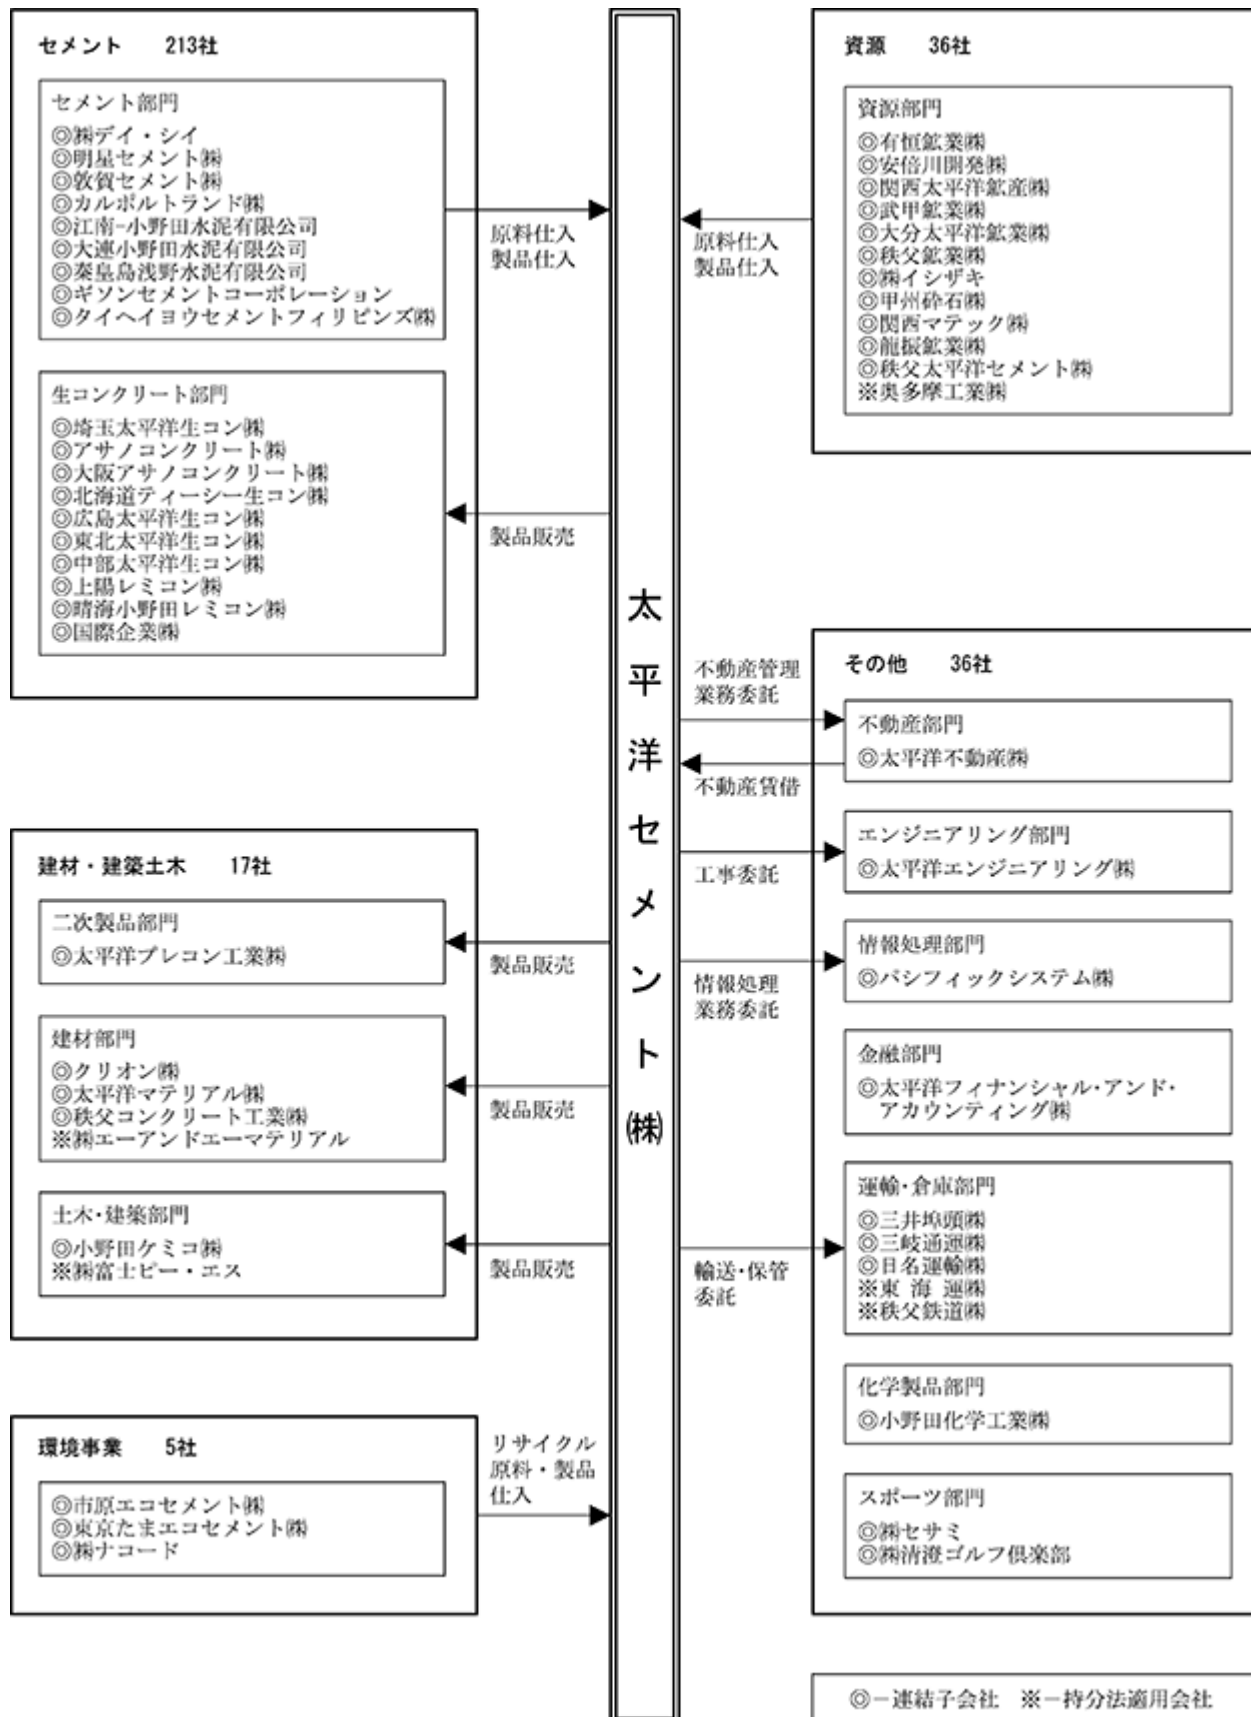 セメント 213社
セメント部門
◎㈱デイ・シイ
◎明星セメント㈱
◎敦賀セメント㈱
◎カルポルトランド㈱
◎江南-小野田水泥有限公司
◎大連小野田水泥有限公司
◎秦皇島浅野水泥有限公司
◎ギソンセメントコーポレーション
◎タイヘイヨウセメントフィリピンズ㈱
原料仕入
製品仕入
生コンクリート部門
◎埼玉太平洋生コン㈱
◎アサノコンクリート㈱
◎大阪アサノコンクリート㈱
◎北海道ティーシー生コン㈱
◎広島太平洋生コン㈱
◎東北太平洋生コン㈱
◎中部太平洋生コン㈱
◎上陽レミコン㈱
◎晴海小野田レミコン㈱
◎国際企業㈱
製品販売
建材・建築土木 17社
二次製品部門
◎太平洋プレコン工業㈱
製品販売
建材部門
◎クリオン㈱
◎太平洋マテリアル㈱
◎秩父コンクリート工業㈱
※㈱エーアンドエーマテリアル
製品販売
土木・建築部門
◎小野田ケミコ㈱
※㈱富士ピー・エス
製品販売
環境事業 5社
◎市原エコセメント㈱
◎東京たまエコセメント㈱
◎㈱ナコード
リサイクル
原料・製品
仕入
太平洋セメント㈱
資源 36社
資源部門
◎有恒鉱業㈱
◎安倍川開発㈱
◎関西太平洋鉱産㈱
◎武甲鉱業㈱
◎大分太平洋鉱業㈱
◎秩父鉱業㈱
◎㈱イシザキ
◎甲州砕石㈱
◎関西マテック㈱
◎龍振鉱業㈱
◎秩父太平洋セメント㈱
※奥多摩工業㈱
原料仕入
製品仕入
その他 36社
不動産管理
業務委託
不動産部門
◎太平洋不動産㈱
不動産賃借
エンジニアリング部門
◎太平洋エンジニアリング㈱
工事委託
情報処理部門
◎パシフィックシステム㈱
情報処理
業務委託
金融部門
◎太平洋フィナンシャル・アンド・
アカウンティング㈱
運輸・倉庫部門
◎三井埠頭㈱
◎三岐通運㈱
◎日名運輸㈱
※東 海 運㈱
※秩父鉄道㈱
輸送・保管
委託
化学製品部門
◎小野田化学工業㈱
スポーツ部門
◎㈱セサミ
◎㈱清澄ゴルフ倶楽部
◎－連結子会社 ※－持分法適用会社